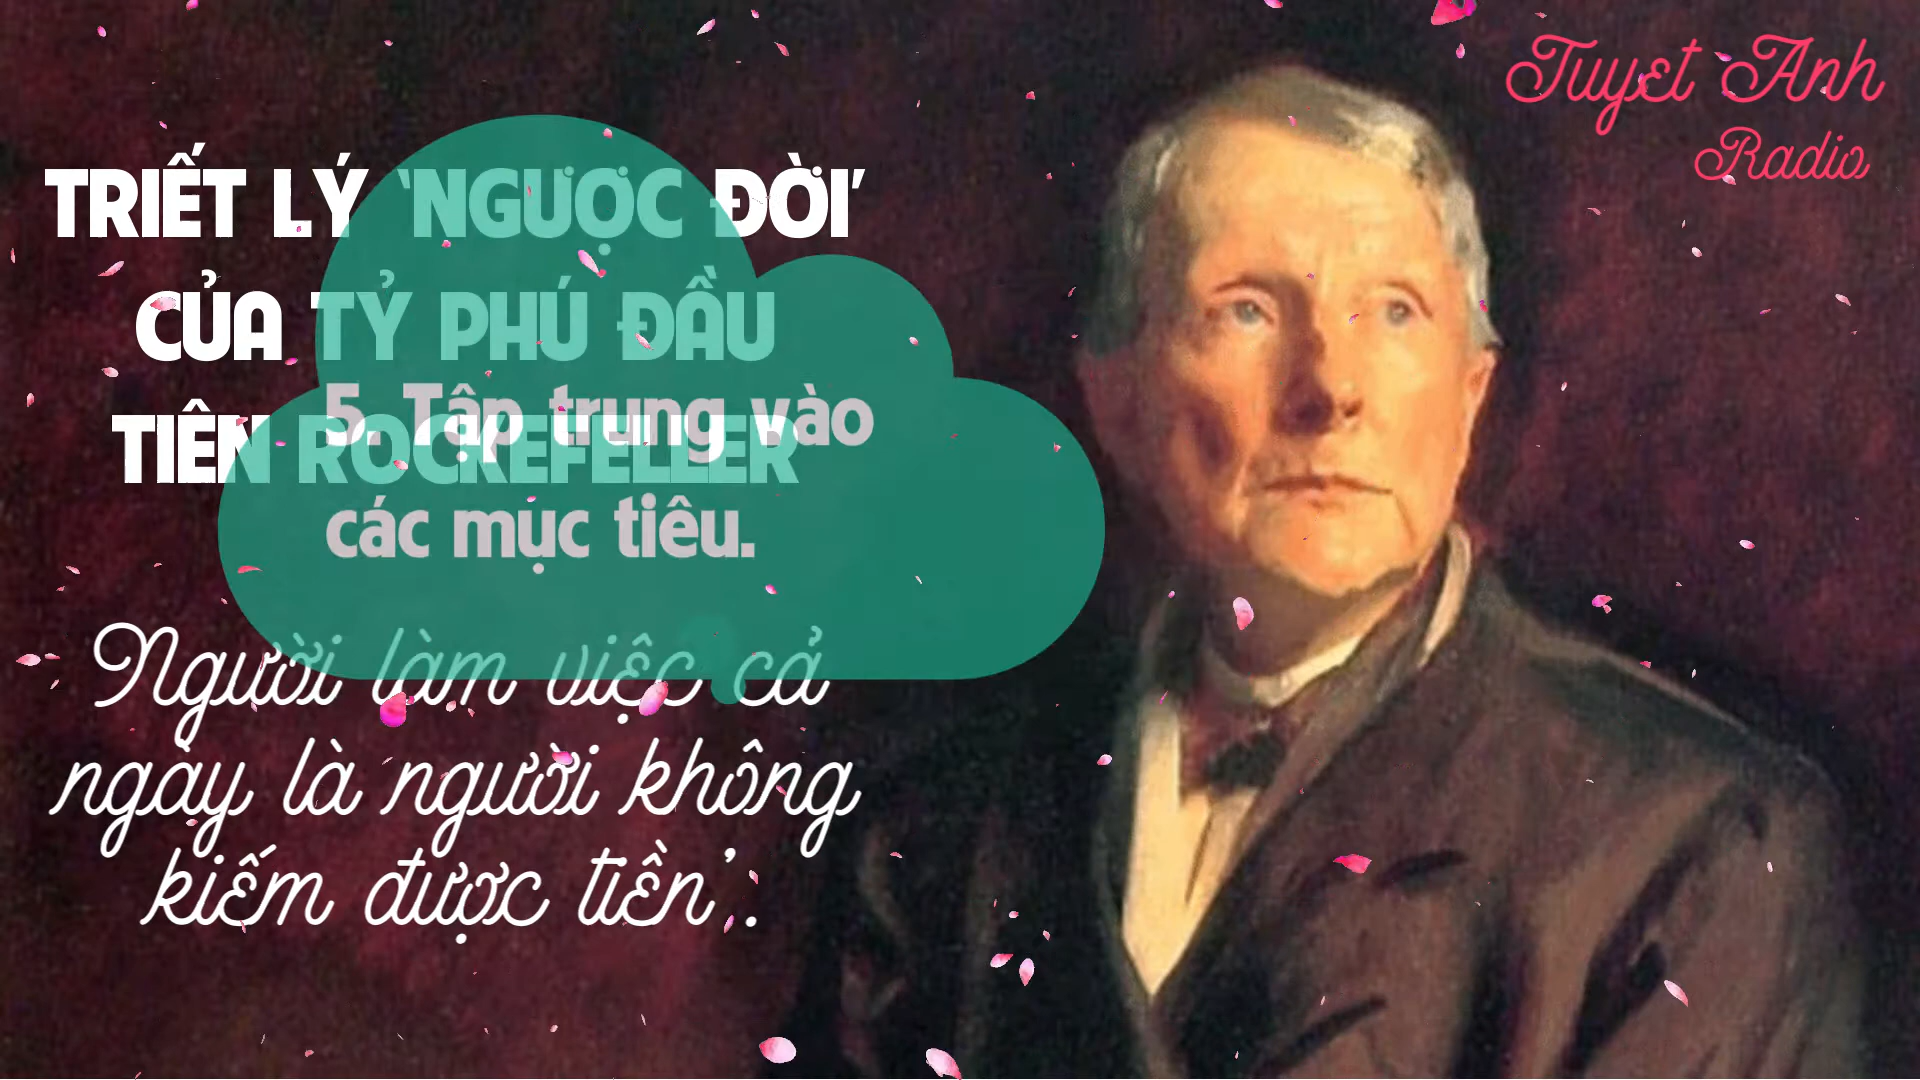 Tuyet Anh
Radio
TRIẾT LÝ 'NGƯỢC ĐỜI'
CỦA TỶ PHÚ ĐẦU
TIÊN ROCKEFELLER
5. Tập trung vào
các mục tiêu.
'Người làm việc cả
ngày là người không
kiếm được tiền'.